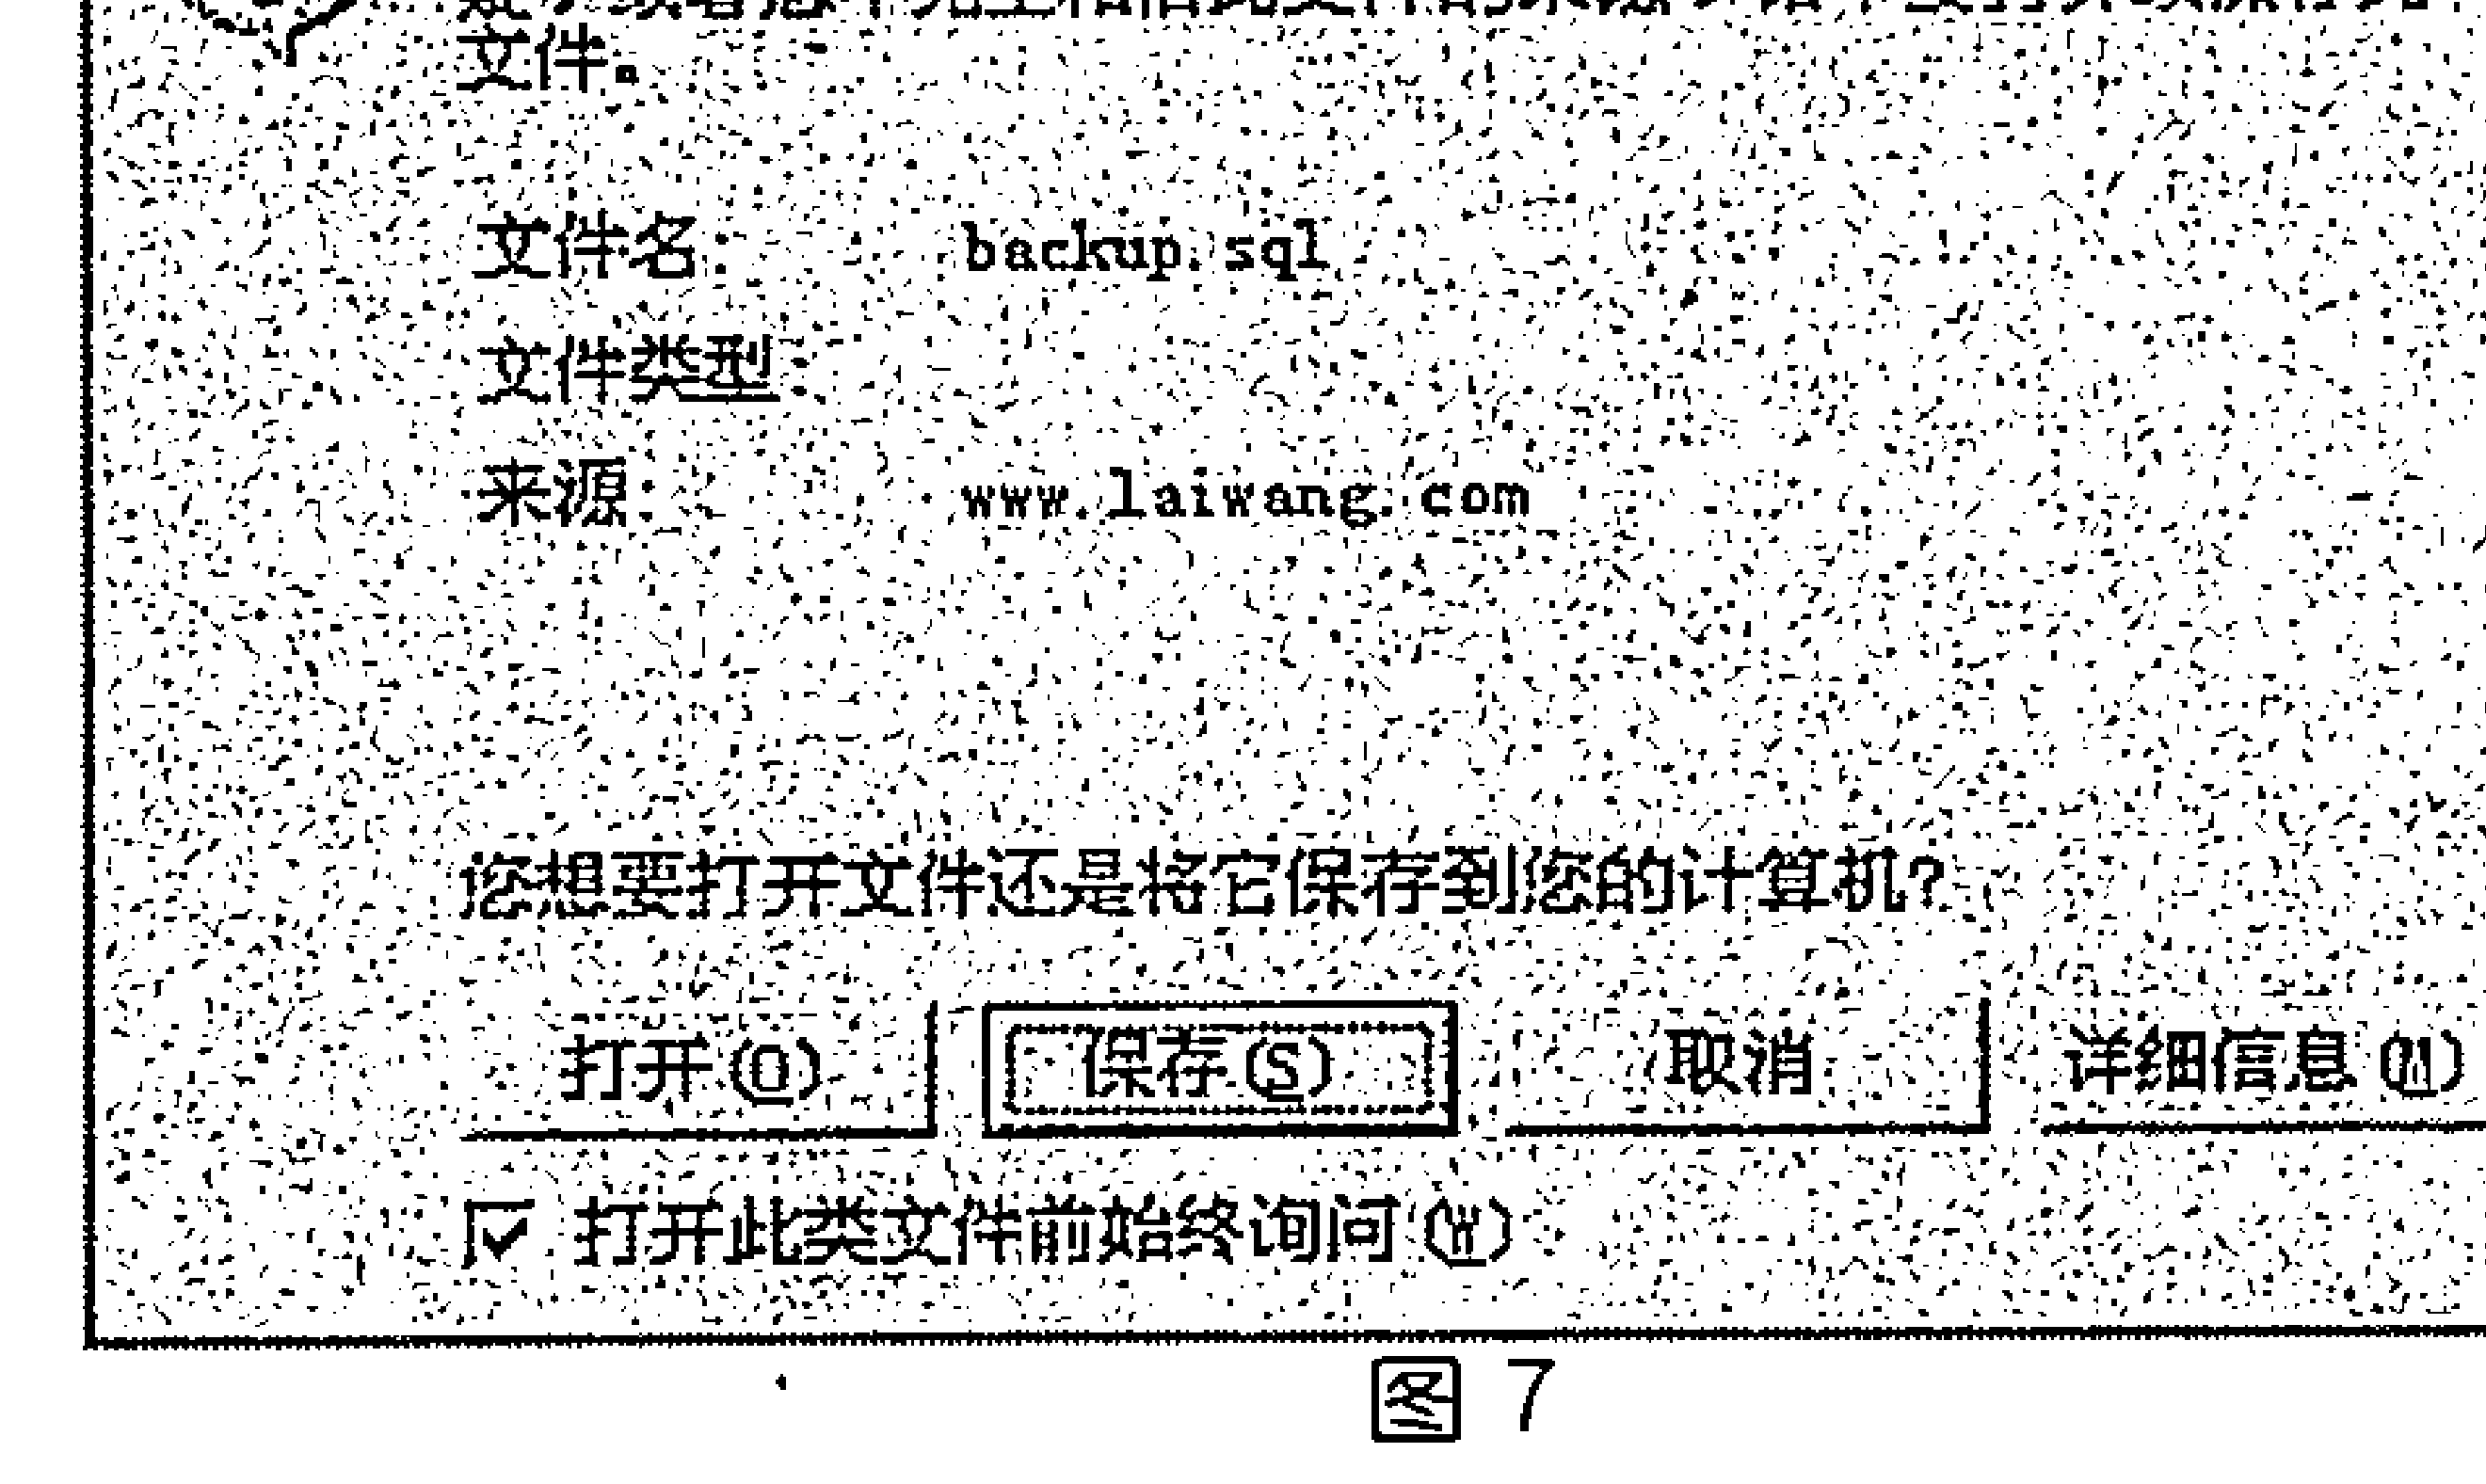 文件。
文件名: backup.sql
文件类型:
来源: www.laiwang.com
您想要打开文件还是将它保存到您的计算机?
打开(O) 保存(S) 取消 详细信息(M)
打开此类文件前始终询问(W)
图 7